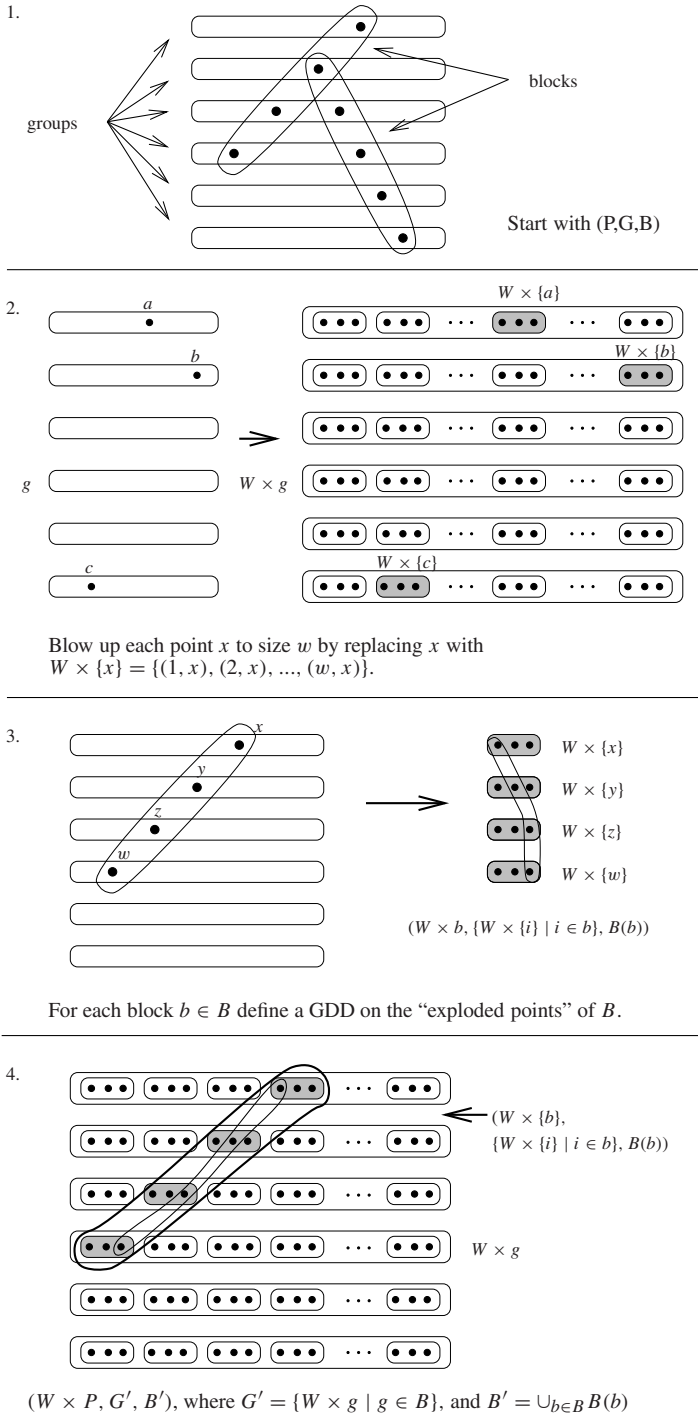 1.
groups
blocks
Start with (P,G,B)
2.
a
b
g
c
W × {a}
W × {b}
W × g
W × {c}
Blow up each point x to size w by replacing x with
W × {x} = {(1, x), (2, x), ..., (w, x)}.
3.
x
y
z
w
W × {x}
W × {y}
W × {z}
W × {w}
(W × b, {W × {i} | i ∈ b}, B(b))
For each block b ∈ B define a GDD on the “exploded points” of B.
4.
(W × {b},
{W × {i} | i ∈ b}, B(b))
W × g
(W × P, G′, B′), where G′ = {W × g | g ∈ B}, and B′ = ∪b∈B B(b)